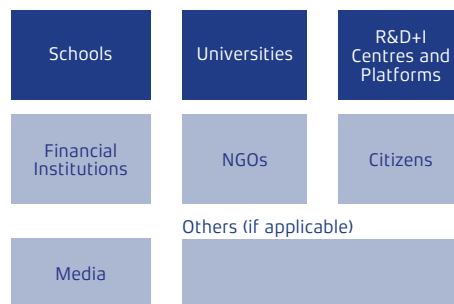 Schools
Universities
R&D+I
Centres and
Platforms
Financial
Institutions
NGOs
Citizens
Others (if applicable)
Media